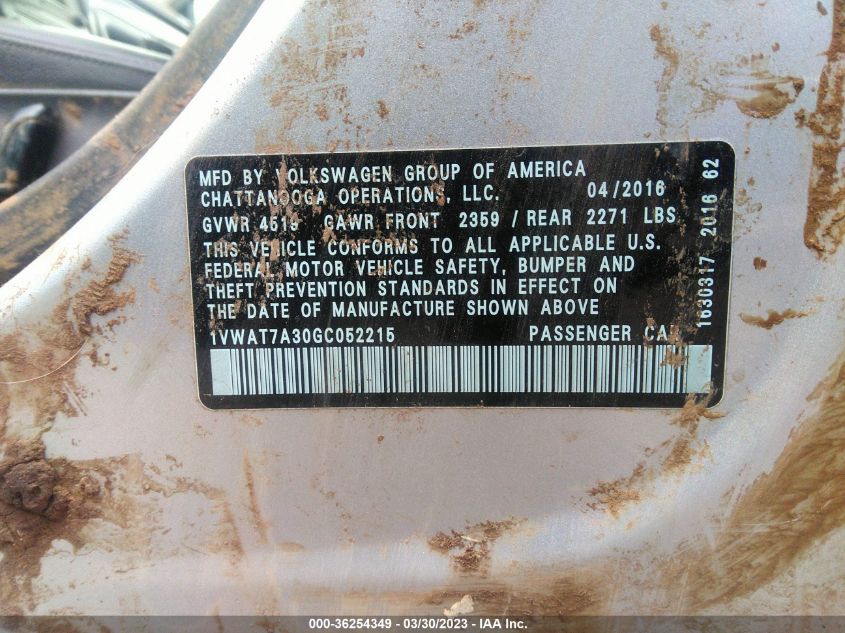 MFD BY VOLKSWAGEN GROUP OF AMERICA
CHATTANOOGA OPERATIONS, LLC. 04/2016
GVWR 4519 GAWR FRONT 2359 / REAR 2271 LBS
THIS VEHICLE CONFORMS TO ALL APPLICABLE U.S.
FEDERAL MOTOR VEHICLE SAFETY, BUMPER AND
THEFT PREVENTION STANDARDS IN EFFECT ON
THE DATE OF MANUFACTURE SHOWN ABOVE
1VWAT7A30GC052215 PASSENGER CAR
1630317 2016 62
000-36254349 — 03/30/2023 — IAA, Inc.